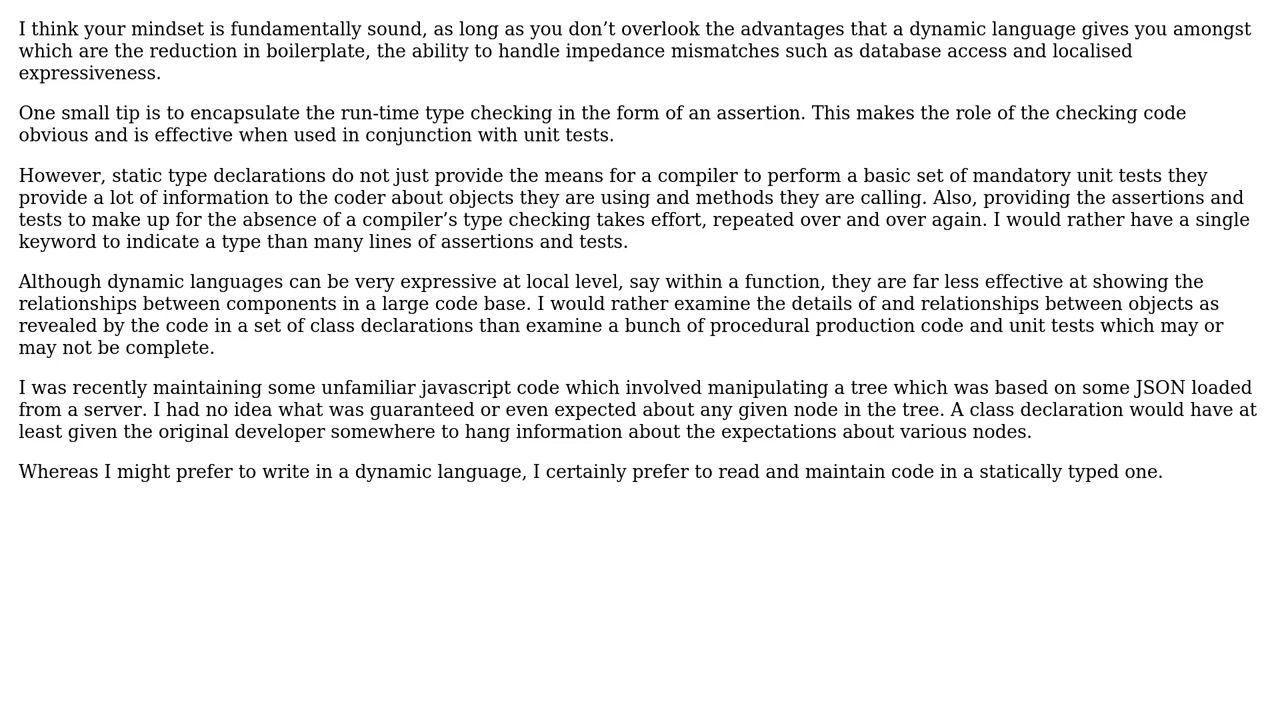 I think your mindset is fundamentally sound, as long as you don’t overlook the advantages that a dynamic language gives you amongst
which are the reduction in boilerplate, the ability to handle impedance mismatches such as database access and localised
expressiveness.
One small tip is to encapsulate the run-time type checking in the form of an assertion. This makes the role of the checking code
obvious and is effective when used in conjunction with unit tests.
However, static type declarations do not just provide the means for a compiler to perform a basic set of mandatory unit tests they
provide a lot of information to the coder about objects they are using and methods they are calling. Also, providing the assertions and
tests to make up for the absence of a compiler’s type checking takes effort, repeated over and over again. I would rather have a single
keyword to indicate a type than many lines of assertions and tests.
Although dynamic languages can be very expressive at local level, say within a function, they are far less effective at showing the
relationships between components in a large code base. I would rather examine the details of and relationships between objects as
revealed by the code in a set of class declarations than examine a bunch of procedural production code and unit tests which may or
may not be complete.
I was recently maintaining some unfamiliar javascript code which involved manipulating a tree which was based on some JSON loaded
from a server. I had no idea what was guaranteed or even expected about any given node in the tree. A class declaration would have at
least given the original developer somewhere to hang information about the expectations about various nodes.
Whereas I might prefer to write in a dynamic language, I certainly prefer to read and maintain code in a statically typed one.